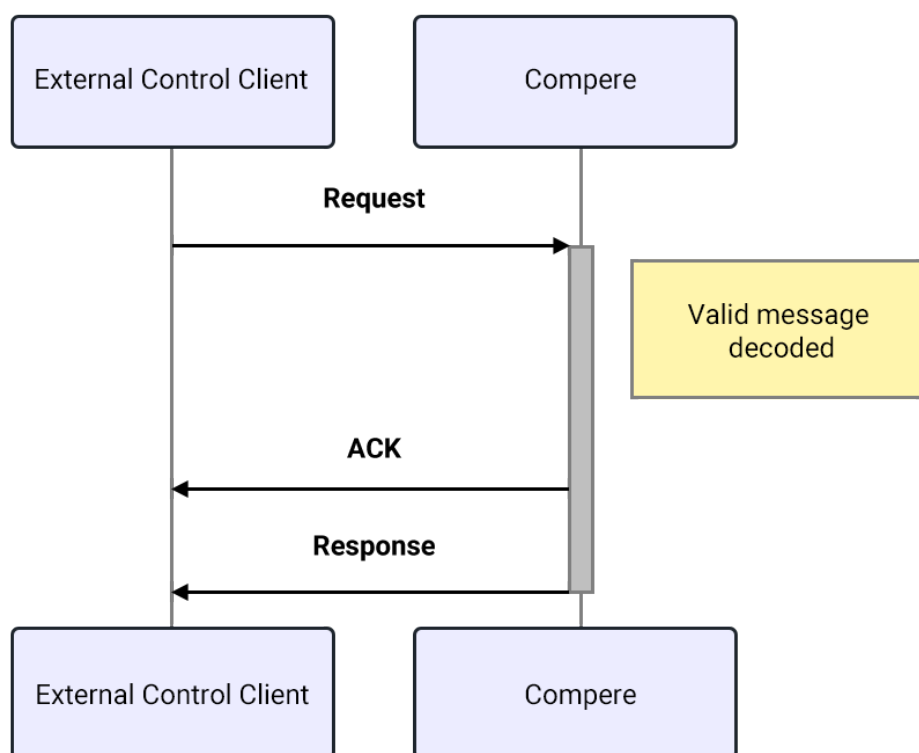 External Control Client
Compere
Request
Valid message
decoded
ACK
Response
External Control Client
Compere